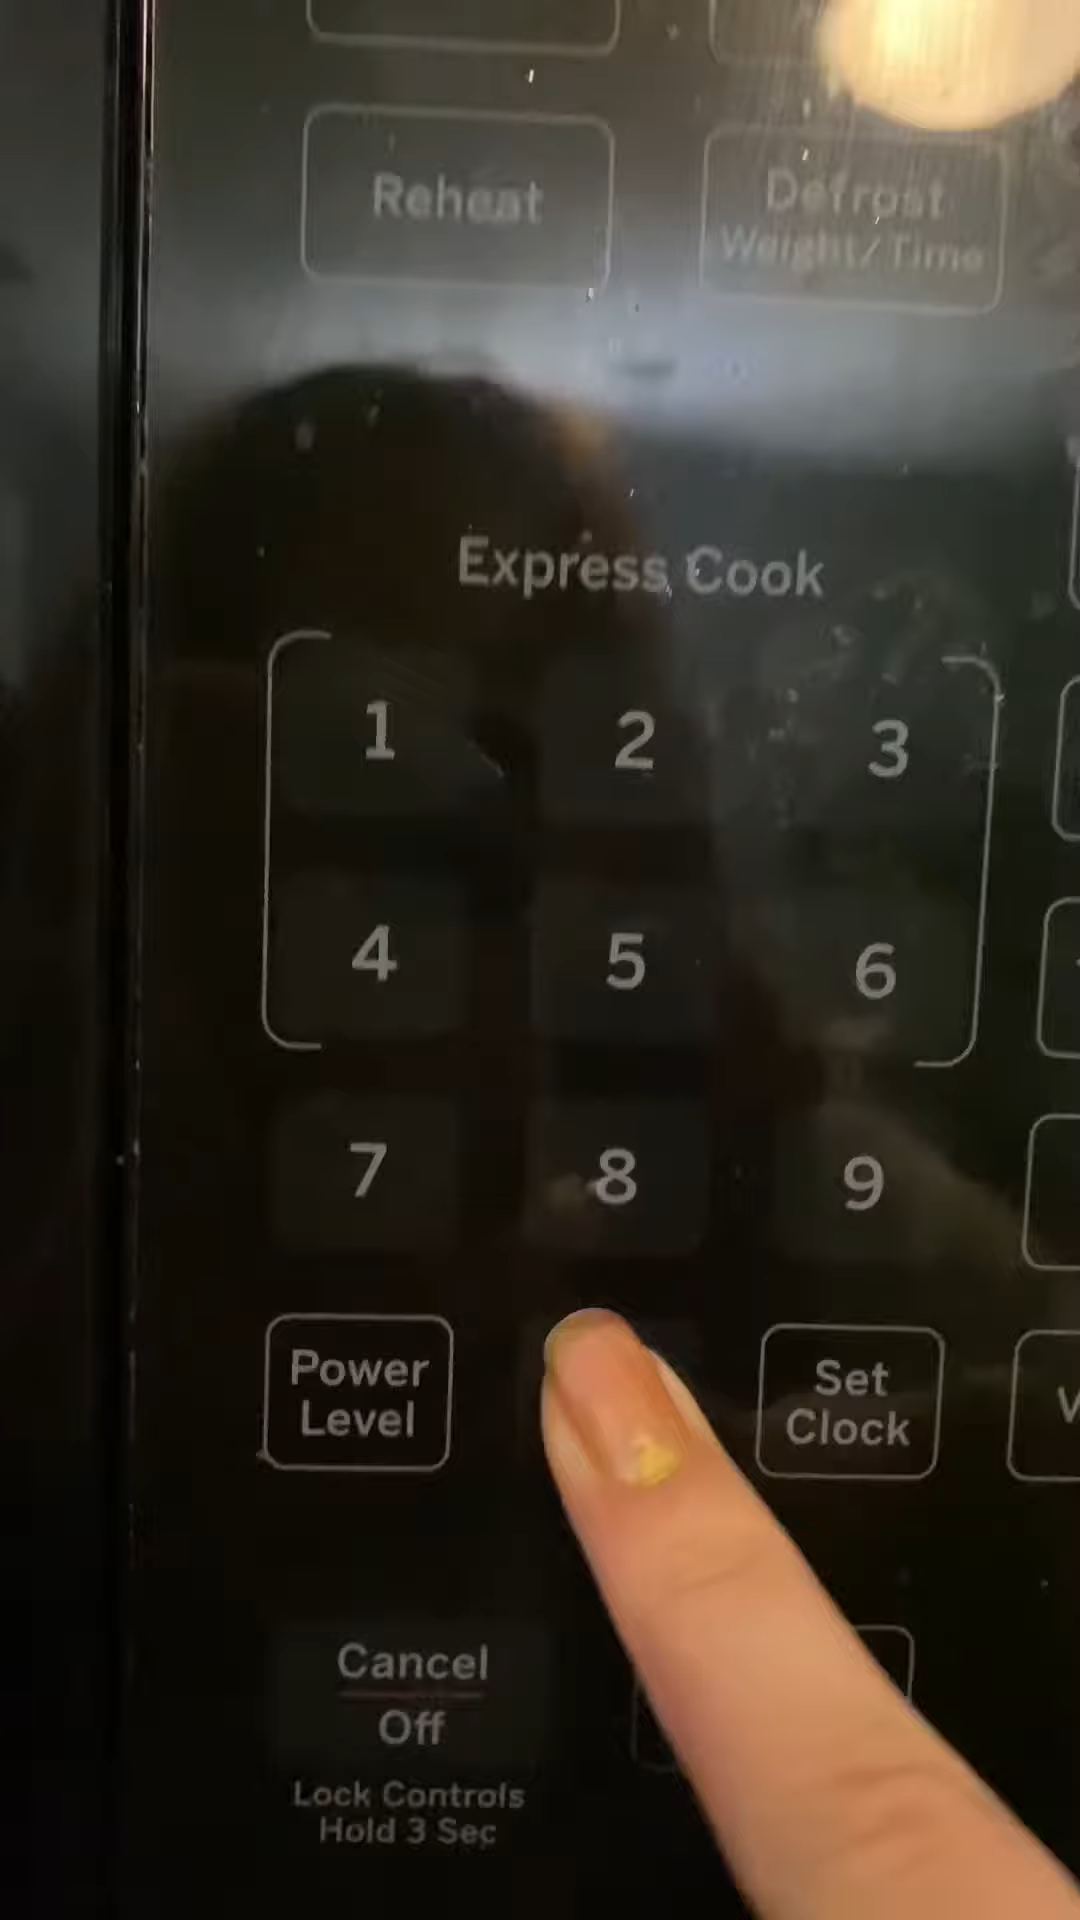 Reheat
Defrost
Weight/Time
Express Cook
1 2 3
4 5 6
7 8 9
Power
Level
Set
Clock
Cancel
Off
Lock Controls
Hold 3 Sec